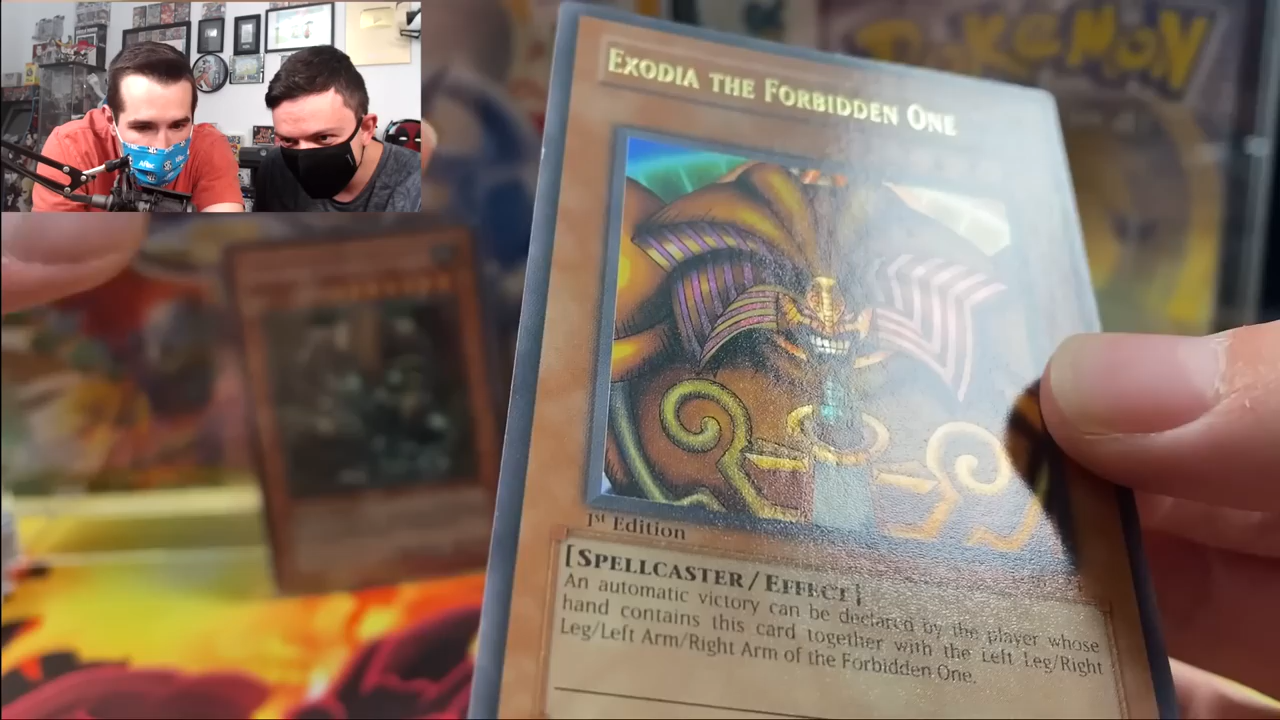 POKéMON
EXODIA THE FORBIDDEN ONE
1st Edition
[SPELLCASTER/EFFECT]
An automatic victory can be declared by the player whose
hand contains this card together with the Left Leg/Right
Leg/Left Arm/Right Arm of the Forbidden One.